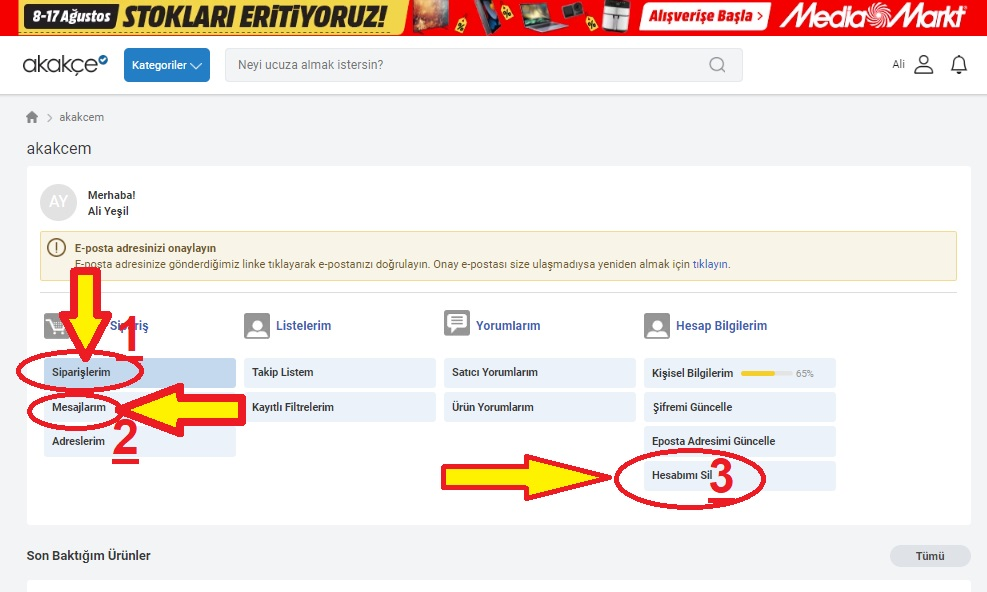 8-17 Ağustos STOKLARI ERİTİYORUZ! Alışverişe Başla > MediaMarkt
akakçe Kategoriler Neyi ucuza almak istersin? Ali
akakcem
akakcem
AY Merhaba!
Ali Yeşil
E-posta adresinizi onaylayın
E-posta adresinize gönderdiğimiz linke tıklayarak e-postanızı doğrulayın. Onay e-postası size ulaşmadıysa yeniden almak için tıklayın.
Sipariş 1 Listelerim Yorumlarım Hesap Bilgilerim
Siparişlerim Takip Listem Satıcı Yorumlarım Kişisel Bilgilerim 65%
Mesajlarım Kayıtlı Filtrelerim Ürün Yorumlarım Şifremi Güncelle
Adreslerim 2 Eposta Adresimi Güncelle
Hesabımı Sil 3
Son Baktığım Ürünler Tümü